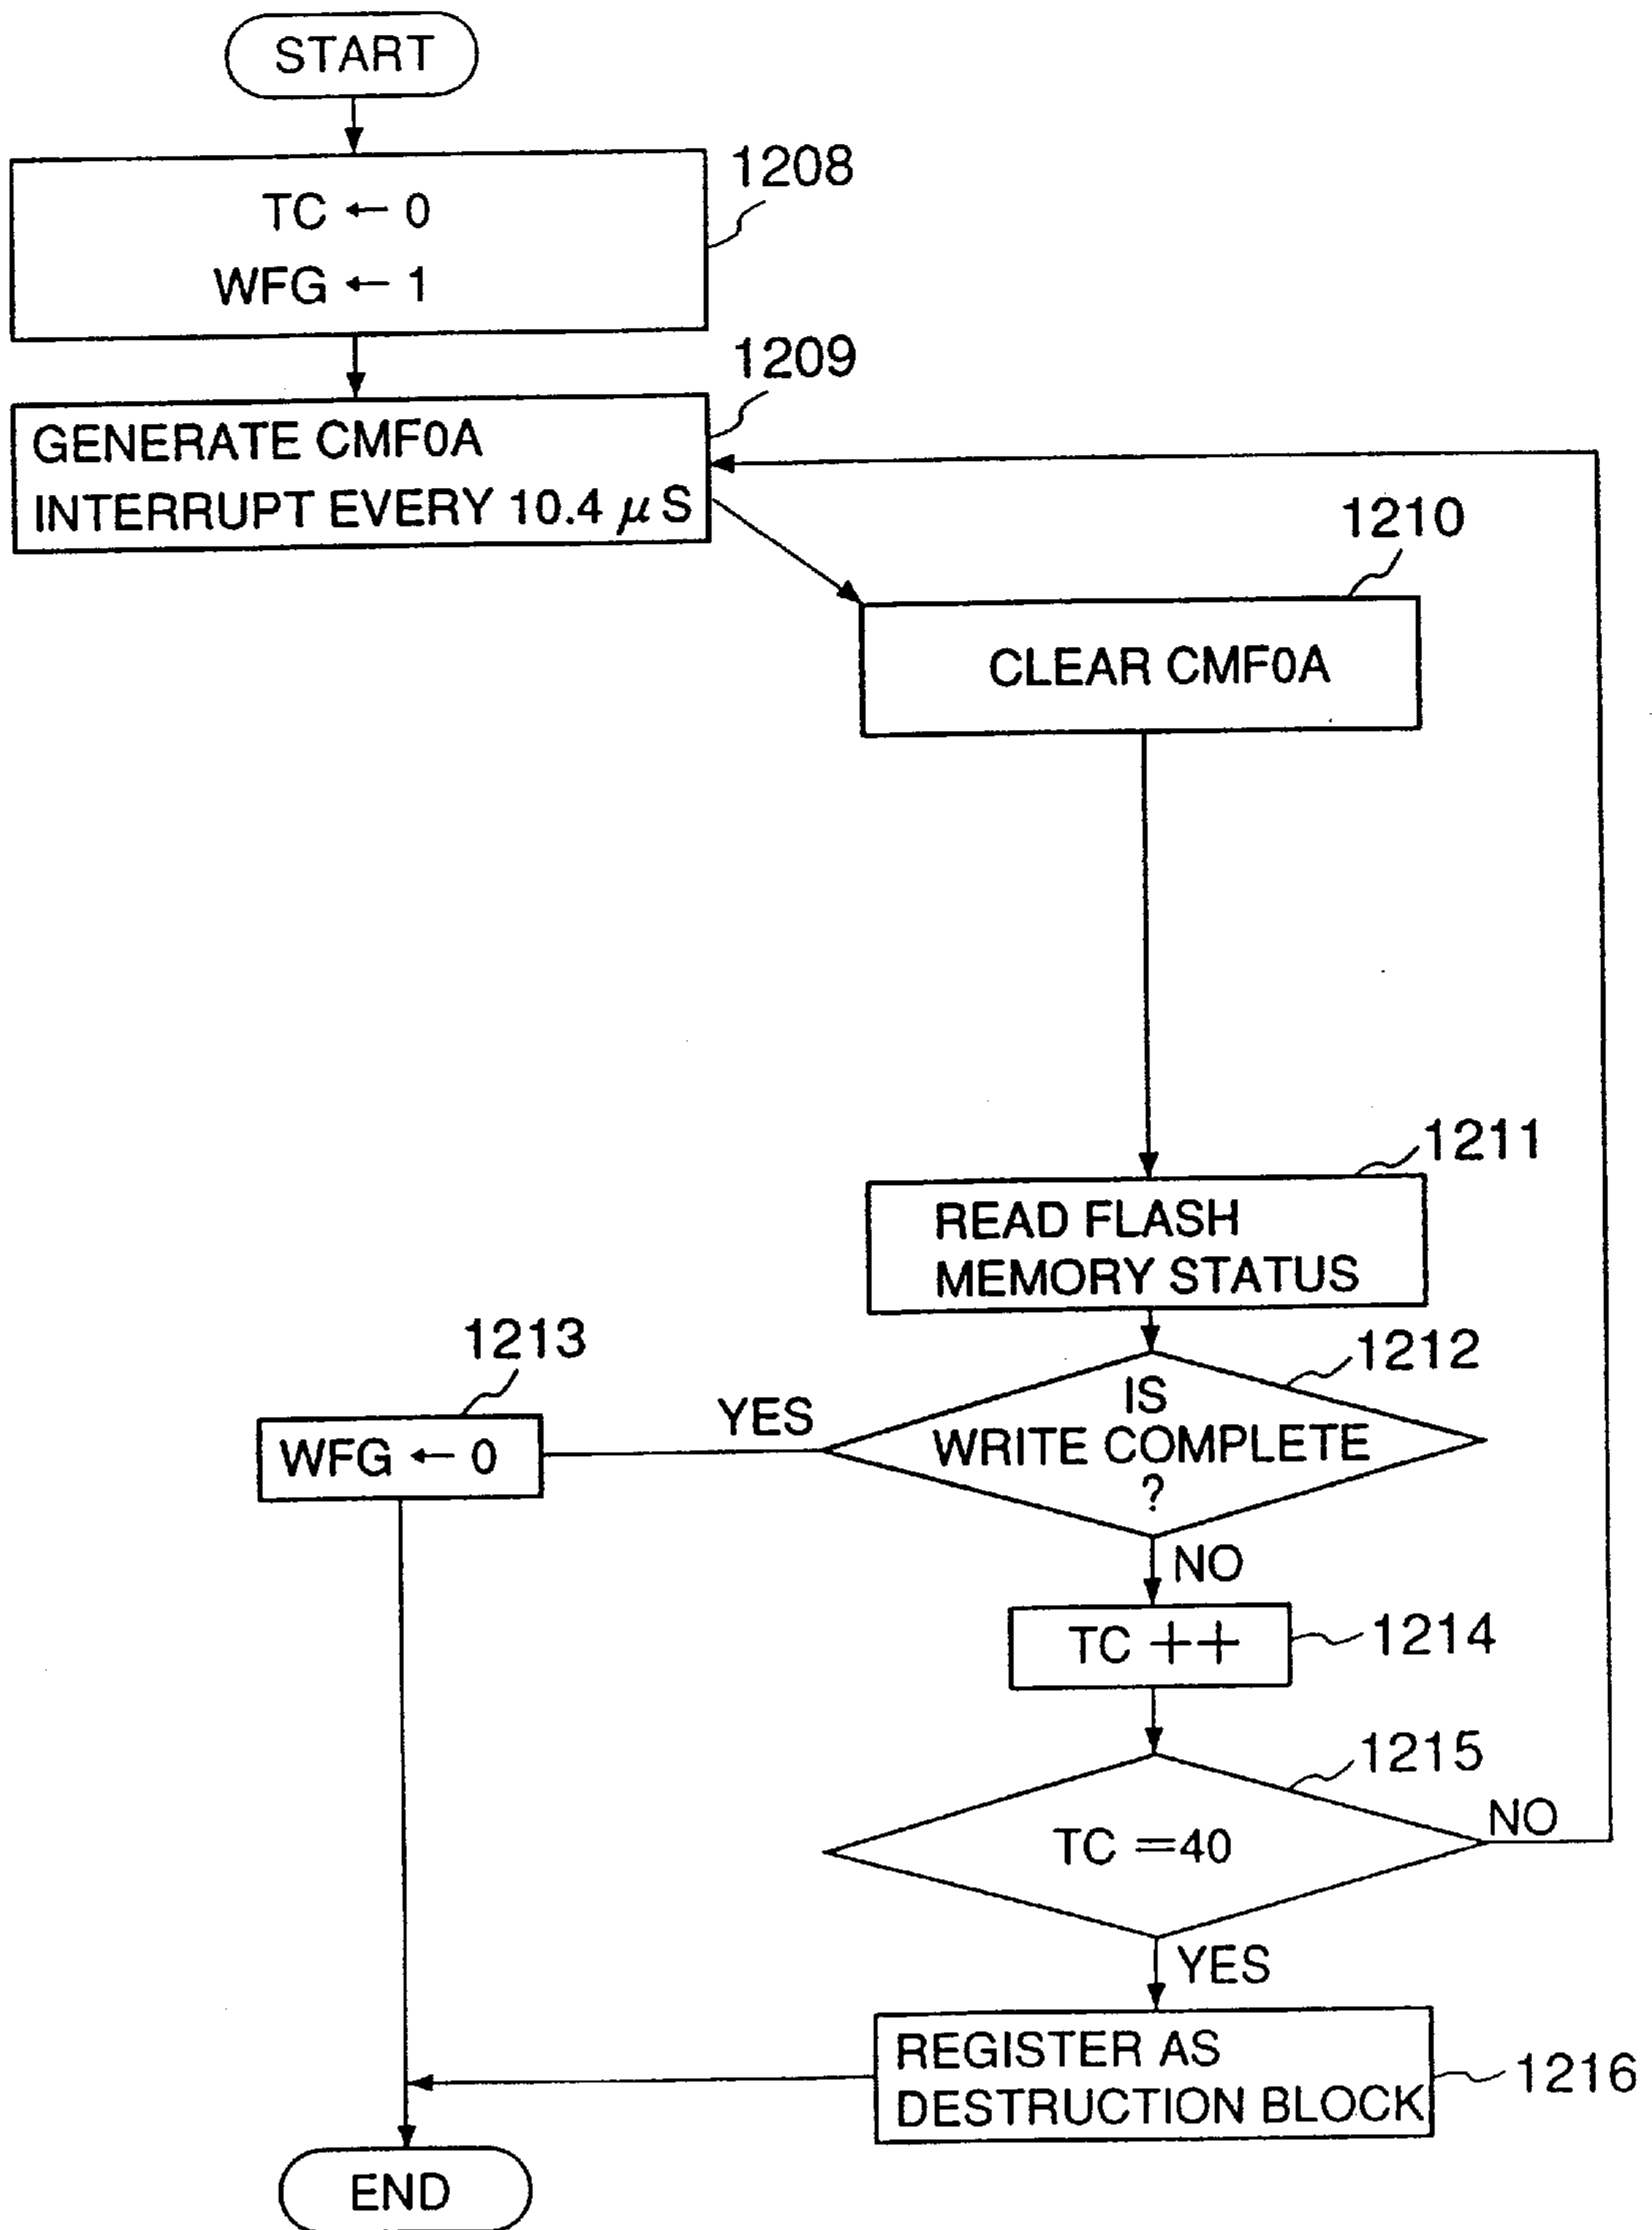 START
1208
TC ← 0
WFG ← 1
1209
GENERATE CMF0A
INTERRUPT EVERY 10.4 μS
1210
CLEAR CMF0A
1211
READ FLASH
MEMORY STATUS
1212
IS
WRITE COMPLETE
?
YES
1213
WFG ← 0
NO
TC ++
1214
1215
TC =40
NO
YES
REGISTER AS
DESTRUCTION BLOCK
1216
END